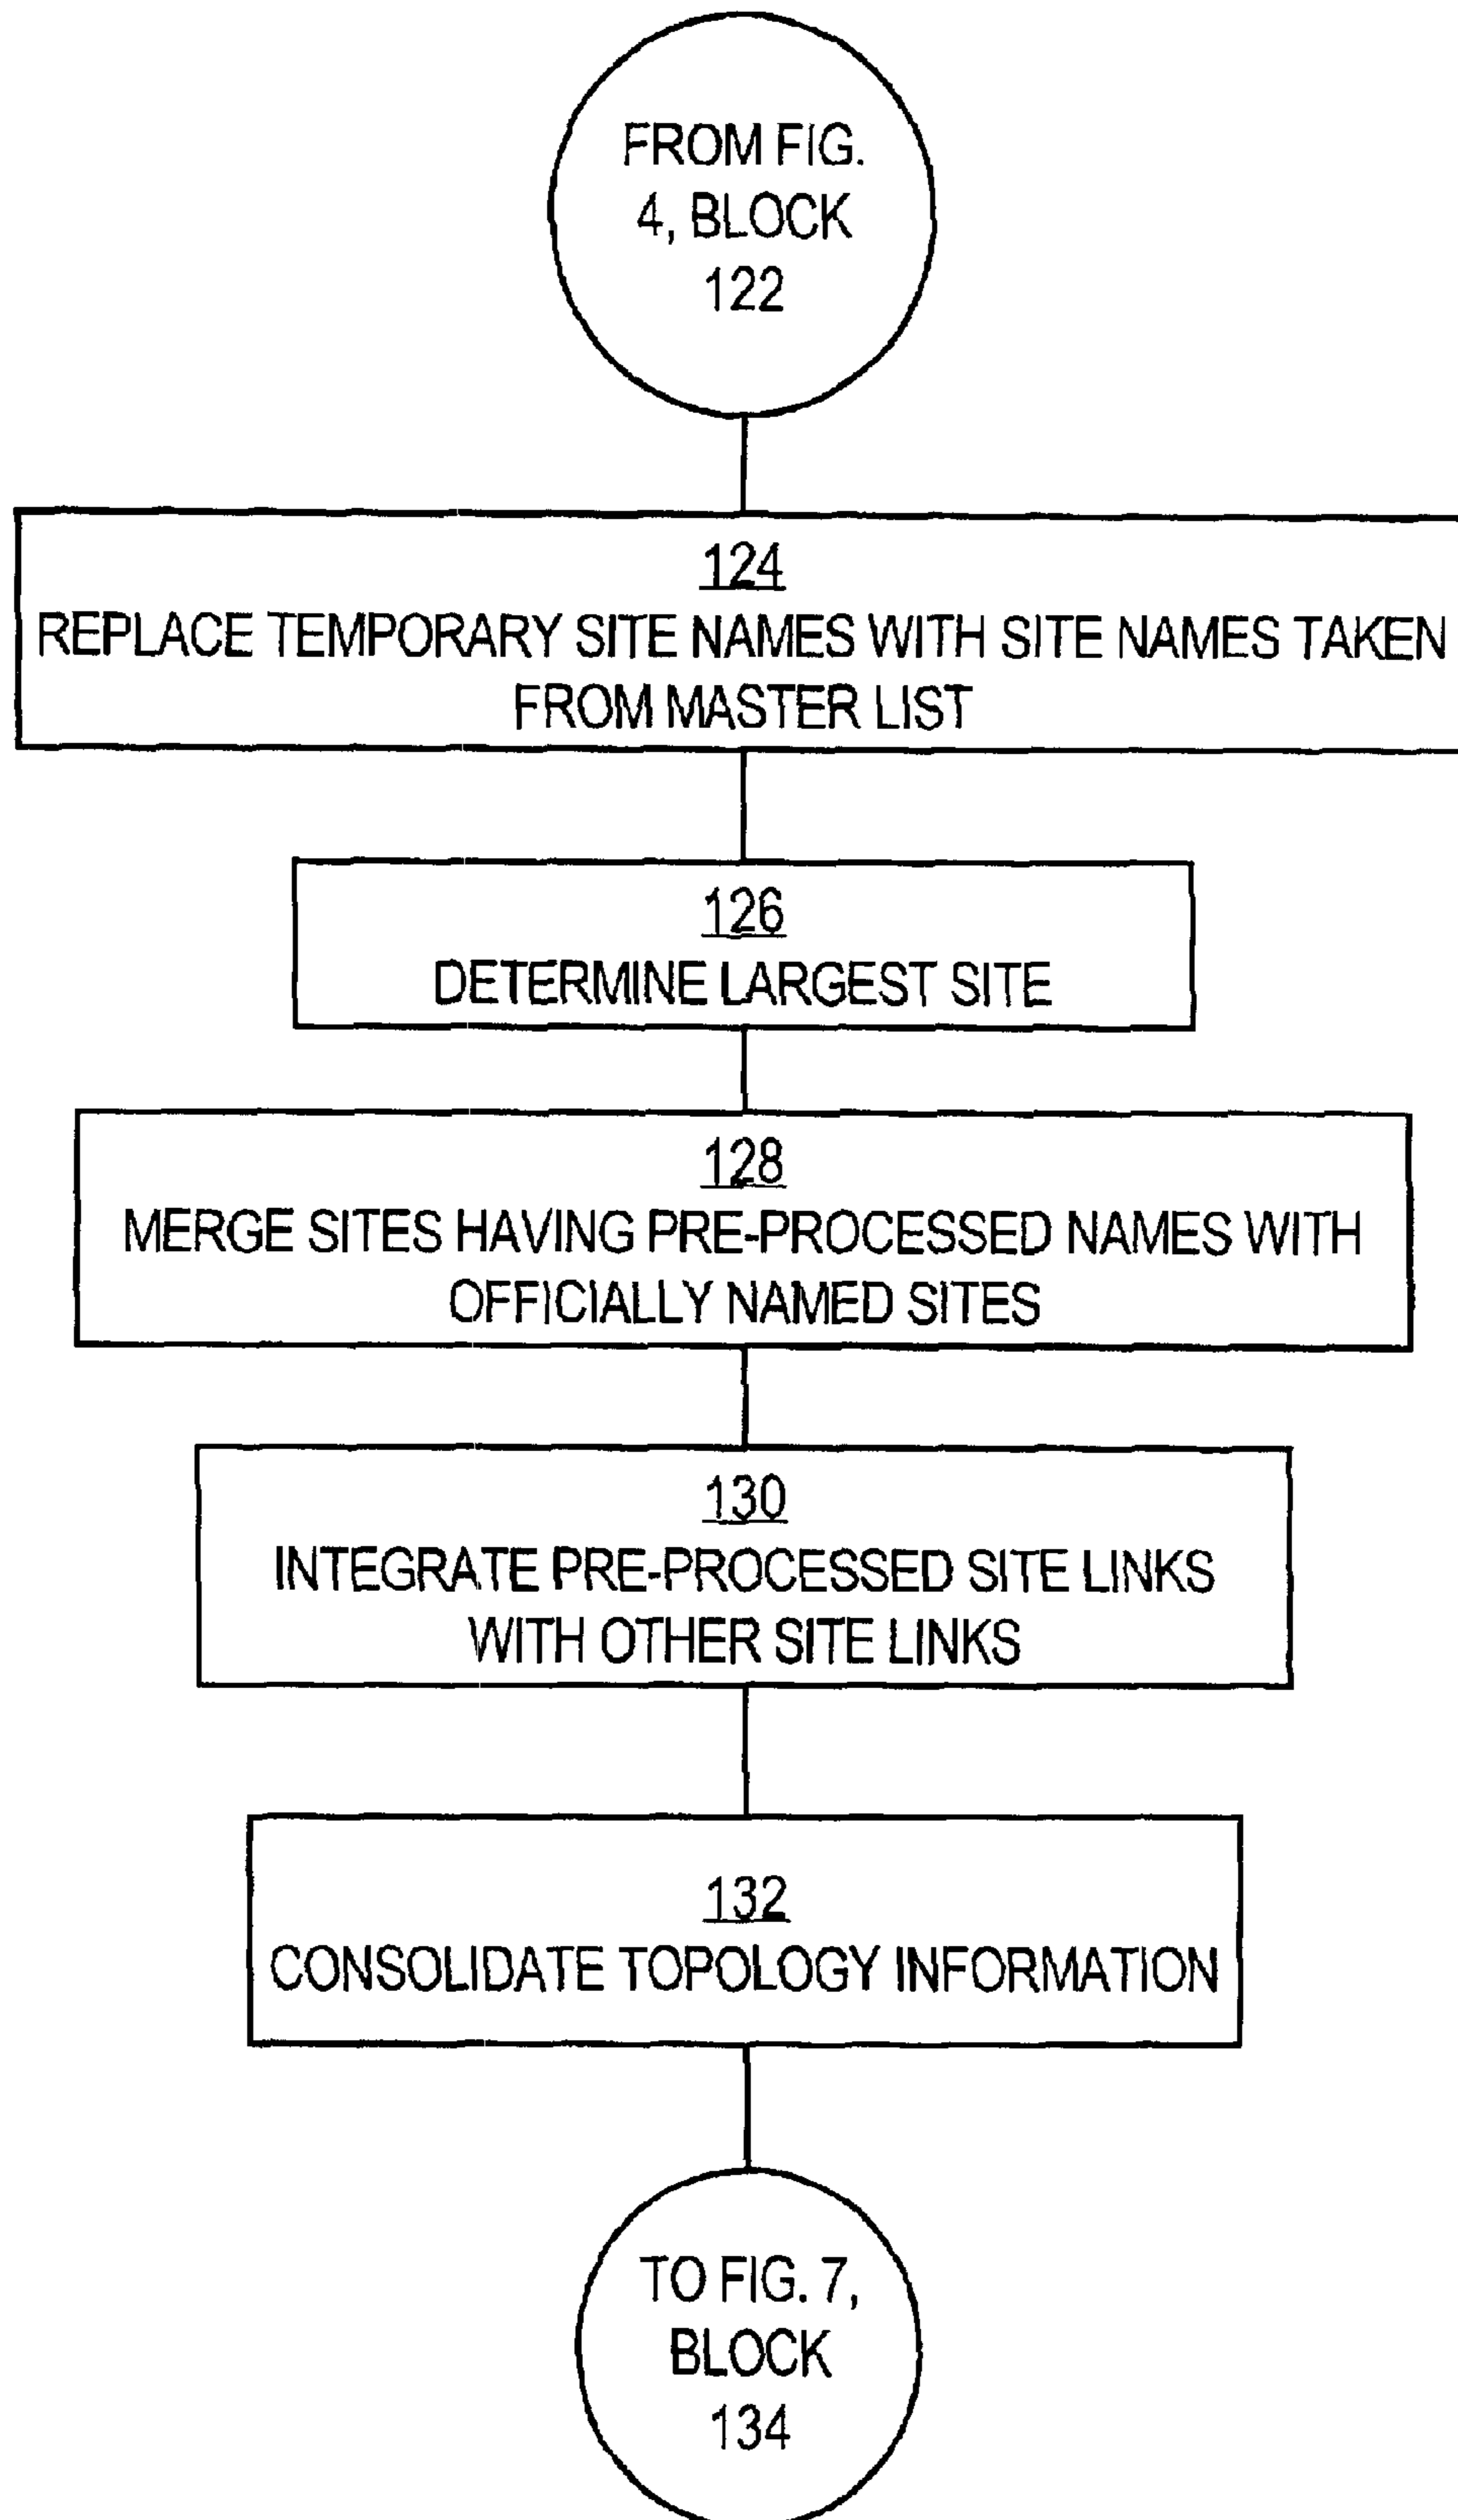 FROM FIG.
4, BLOCK
122
124
REPLACE TEMPORARY SITE NAMES WITH SITE NAMES TAKEN
FROM MASTER LIST
126
DETERMINE LARGEST SITE
128
MERGE SITES HAVING PRE-PROCESSED NAMES WITH
OFFICIALLY NAMED SITES
130
INTEGRATE PRE-PROCESSED SITE LINKS
WITH OTHER SITE LINKS
132
CONSOLIDATE TOPOLOGY INFORMATION
TO FIG. 7,
BLOCK
134